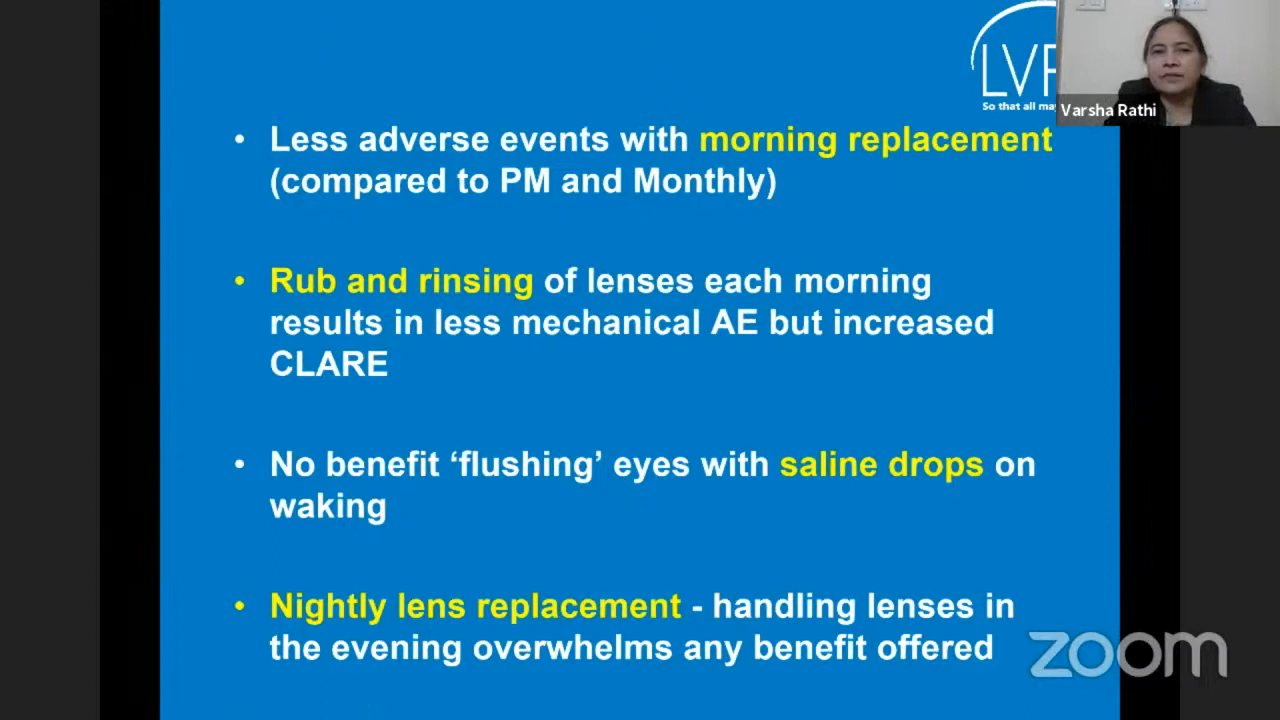 LVP
So that all may
Varsha Rathi
• Less adverse events with morning replacement
(compared to PM and Monthly)
• Rub and rinsing of lenses each morning
results in less mechanical AE but increased
CLARE
• No benefit ‘flushing’ eyes with saline drops on
waking
• Nightly lens replacement - handling lenses in
the evening overwhelms any benefit offered
zoom